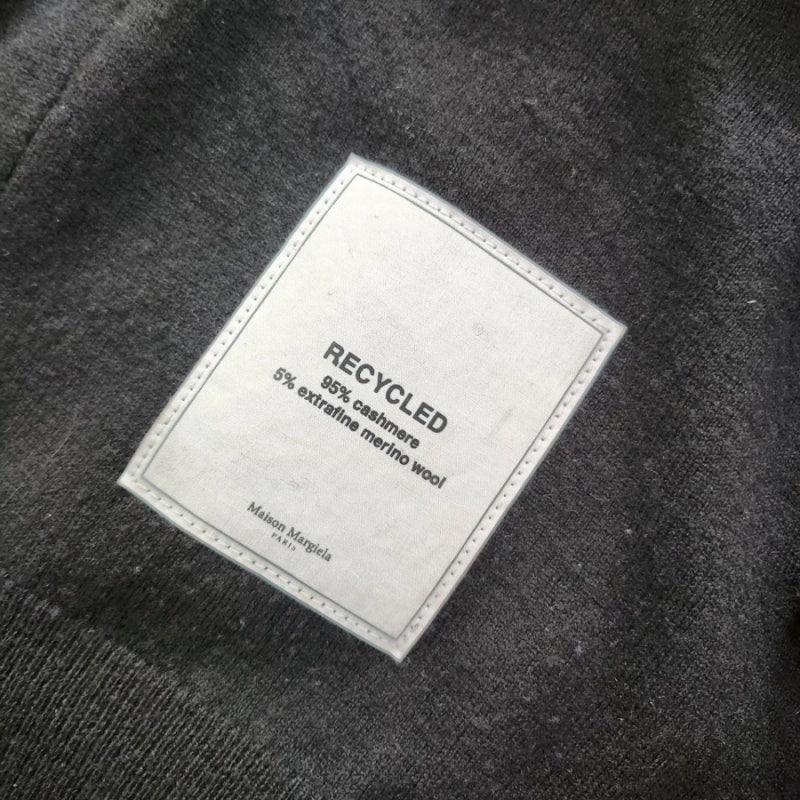 RECYCLED
95% cashmere
5% extrafine merino wool
Maison Margiela
PARIS